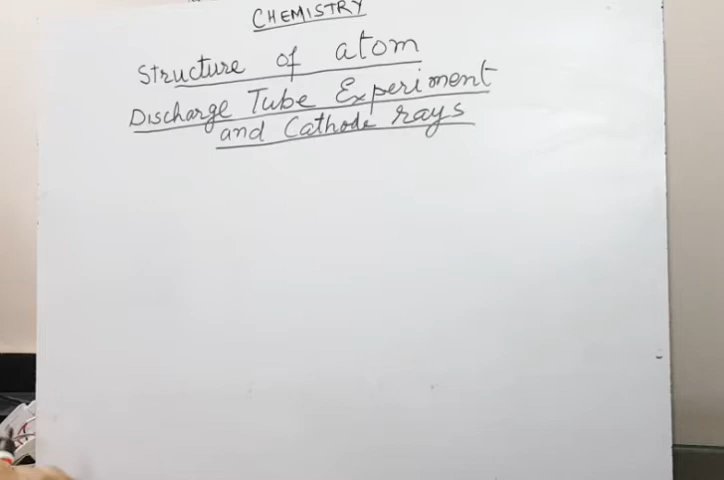 CHEMISTRY
Structure of atom
Discharge Tube Experiment
and Cathode rays